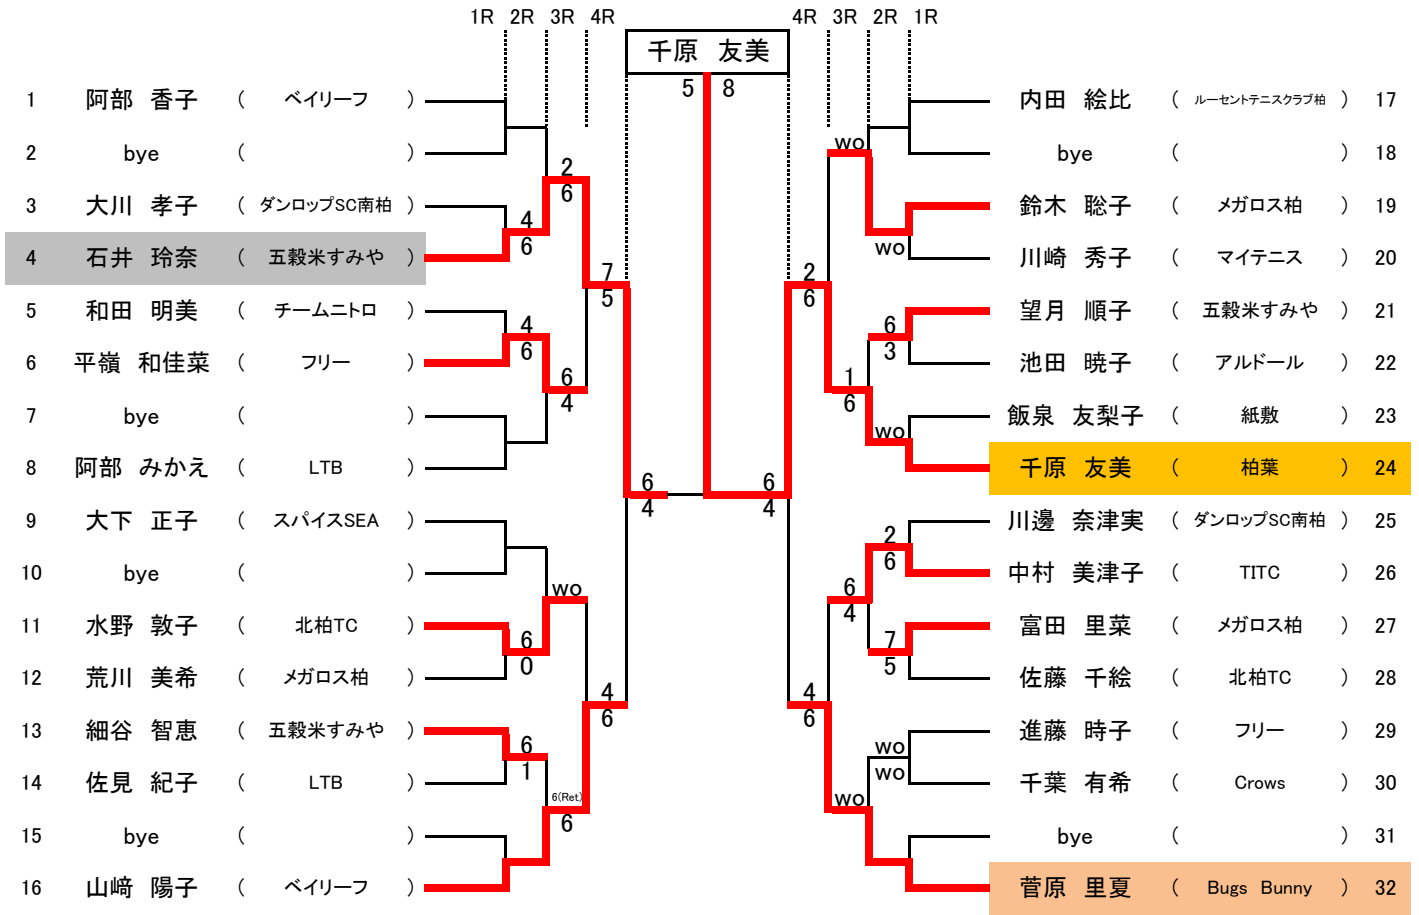 1R 2R 3R 4R 4R 3R 2R 1R
千原 友美
5 8
1 阿部 香子 ( ベイリーフ ) 内田 絵比 ( ルーセントテニスクラブ柏 ) 17
wo
2 bye ( ) bye ( ) 18
2
6
3 大川 孝子 ( ダンロップSC南柏 ) 鈴木 聡子 ( メガロス柏 ) 19
4
6 wo
4 石井 玲奈 ( 五穀米すみや ) 川崎 秀子 ( マイテニス ) 20
7 2
5 6
5 和田 明美 ( チームニトロ ) 望月 順子 ( 五穀米すみや ) 21
4 6
6 3
6 平嶺 和佳菜 ( フリー ) 池田 暁子 ( アルドール ) 22
6 1
4 6
7 bye ( ) 飯泉 友梨子 ( 紙敷 ) 23
wo
8 阿部 みかえ ( LTB ) 千原 友美 ( 柏葉 ) 24
6 6
4 4
9 大下 正子 ( スパイスSEA ) 川邊 奈津実 ( ダンロップSC南柏 ) 25
2
6
10 bye ( ) 中村 美津子 ( TITC ) 26
wo 6
4
11 水野 敦子 ( 北柏TC ) 富田 里菜 ( メガロス柏 ) 27
6 7
0 5
12 荒川 美希 ( メガロス柏 ) 佐藤 千絵 ( 北柏TC ) 28
4 4
6 6
13 細谷 智恵 ( 五穀米すみや ) 進藤 時子 ( フリー ) 29
6 wo
1 wo
14 佐見 紀子 ( LTB ) 千葉 有希 ( Crows ) 30
6(Ret) wo
6
15 bye ( ) bye ( ) 31
16 山﨑 陽子 ( ベイリーフ ) 菅原 里夏 ( Bugs Bunny ) 32